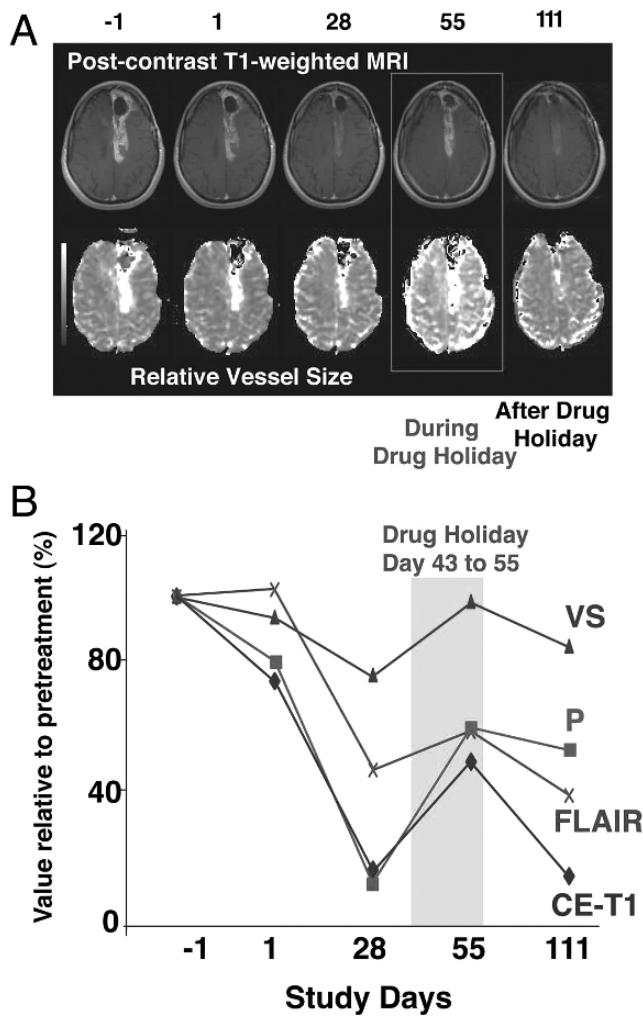 A
-1 1 28 55 111
Post-contrast T1-weighted MRI
Relative Vessel Size
During
Drug Holiday
After Drug
Holiday
B
Value relative to pretreatment (%)
120
80
40
0
Drug Holiday
Day 43 to 55
VS
P
FLAIR
CE-T1
-1 1 28 55 111
Study Days